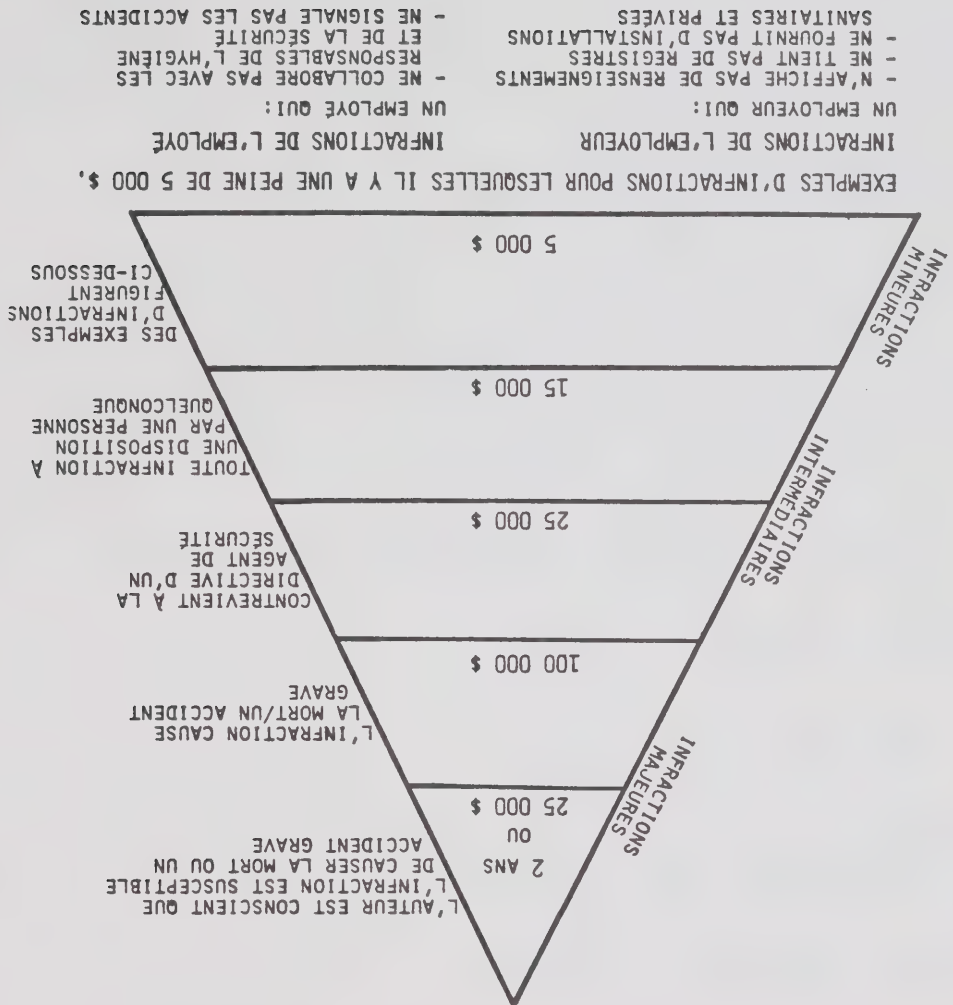 L'AUTEUR EST CONSCIENT QUE
L'INFRACTION EST SUSCEPTIBLE
DE CAUSER LA MORT OU UN
ACCIDENT GRAVE
2 ANS
OU
25 000 $
INFRACTIONS
MAJEURES
L'INFRACTION CAUSE
LA MORT/UN ACCIDENT
GRAVE
100 000 $
CONTREVIENT À LA
DIRECTIVE D'UN
AGENT DE
SÉCURITÉ
25 000 $
INFRACTIONS
INTERMÉDIAIRES
TOUTE INFRACTION À
UNE DISPOSITION
PAR UNE PERSONNE
QUELCONQUE
15 000 $
DES EXEMPLES
D'INFRACTIONS
FIGURENT
CI-DESSOUS
INFRACTIONS
MINEURES
5 000 $
EXEMPLES D'INFRACTIONS POUR LESQUELLES IL Y A UNE PEINE DE 5 000 $.
INFRACTIONS DE L'EMPLOYEUR
UN EMPLOYEUR QUI:
- N'AFFICHE PAS DE RENSEIGNEMENTS
- NE TIENT PAS DE REGISTRES
- NE FOURNIT PAS D'INSTALLATIONS
SANITAIRES ET PRIVÉES
INFRACTIONS DE L'EMPLOYÉ
UN EMPLOYÉ QUI:
- NE COLLABORE PAS AVEC LES
RESPONSABLES DE L'HYGIÈNE
ET DE LA SÉCURITÉ
- NE SIGNALE PAS LES ACCIDENTS